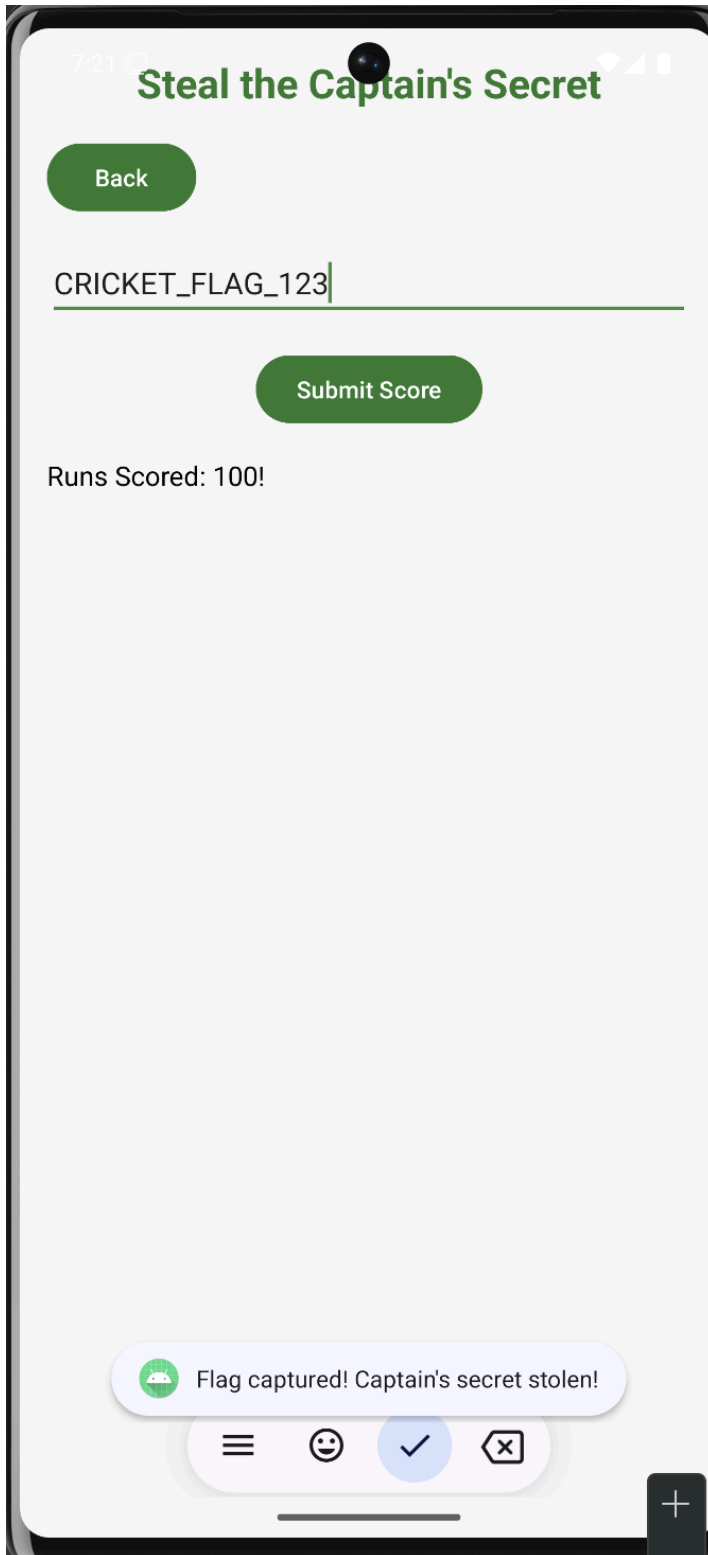 7:21
Steal the Captain's Secret
Back
CRICKET_FLAG_123
Submit Score
Runs Scored: 100!
Flag captured! Captain's secret stolen!